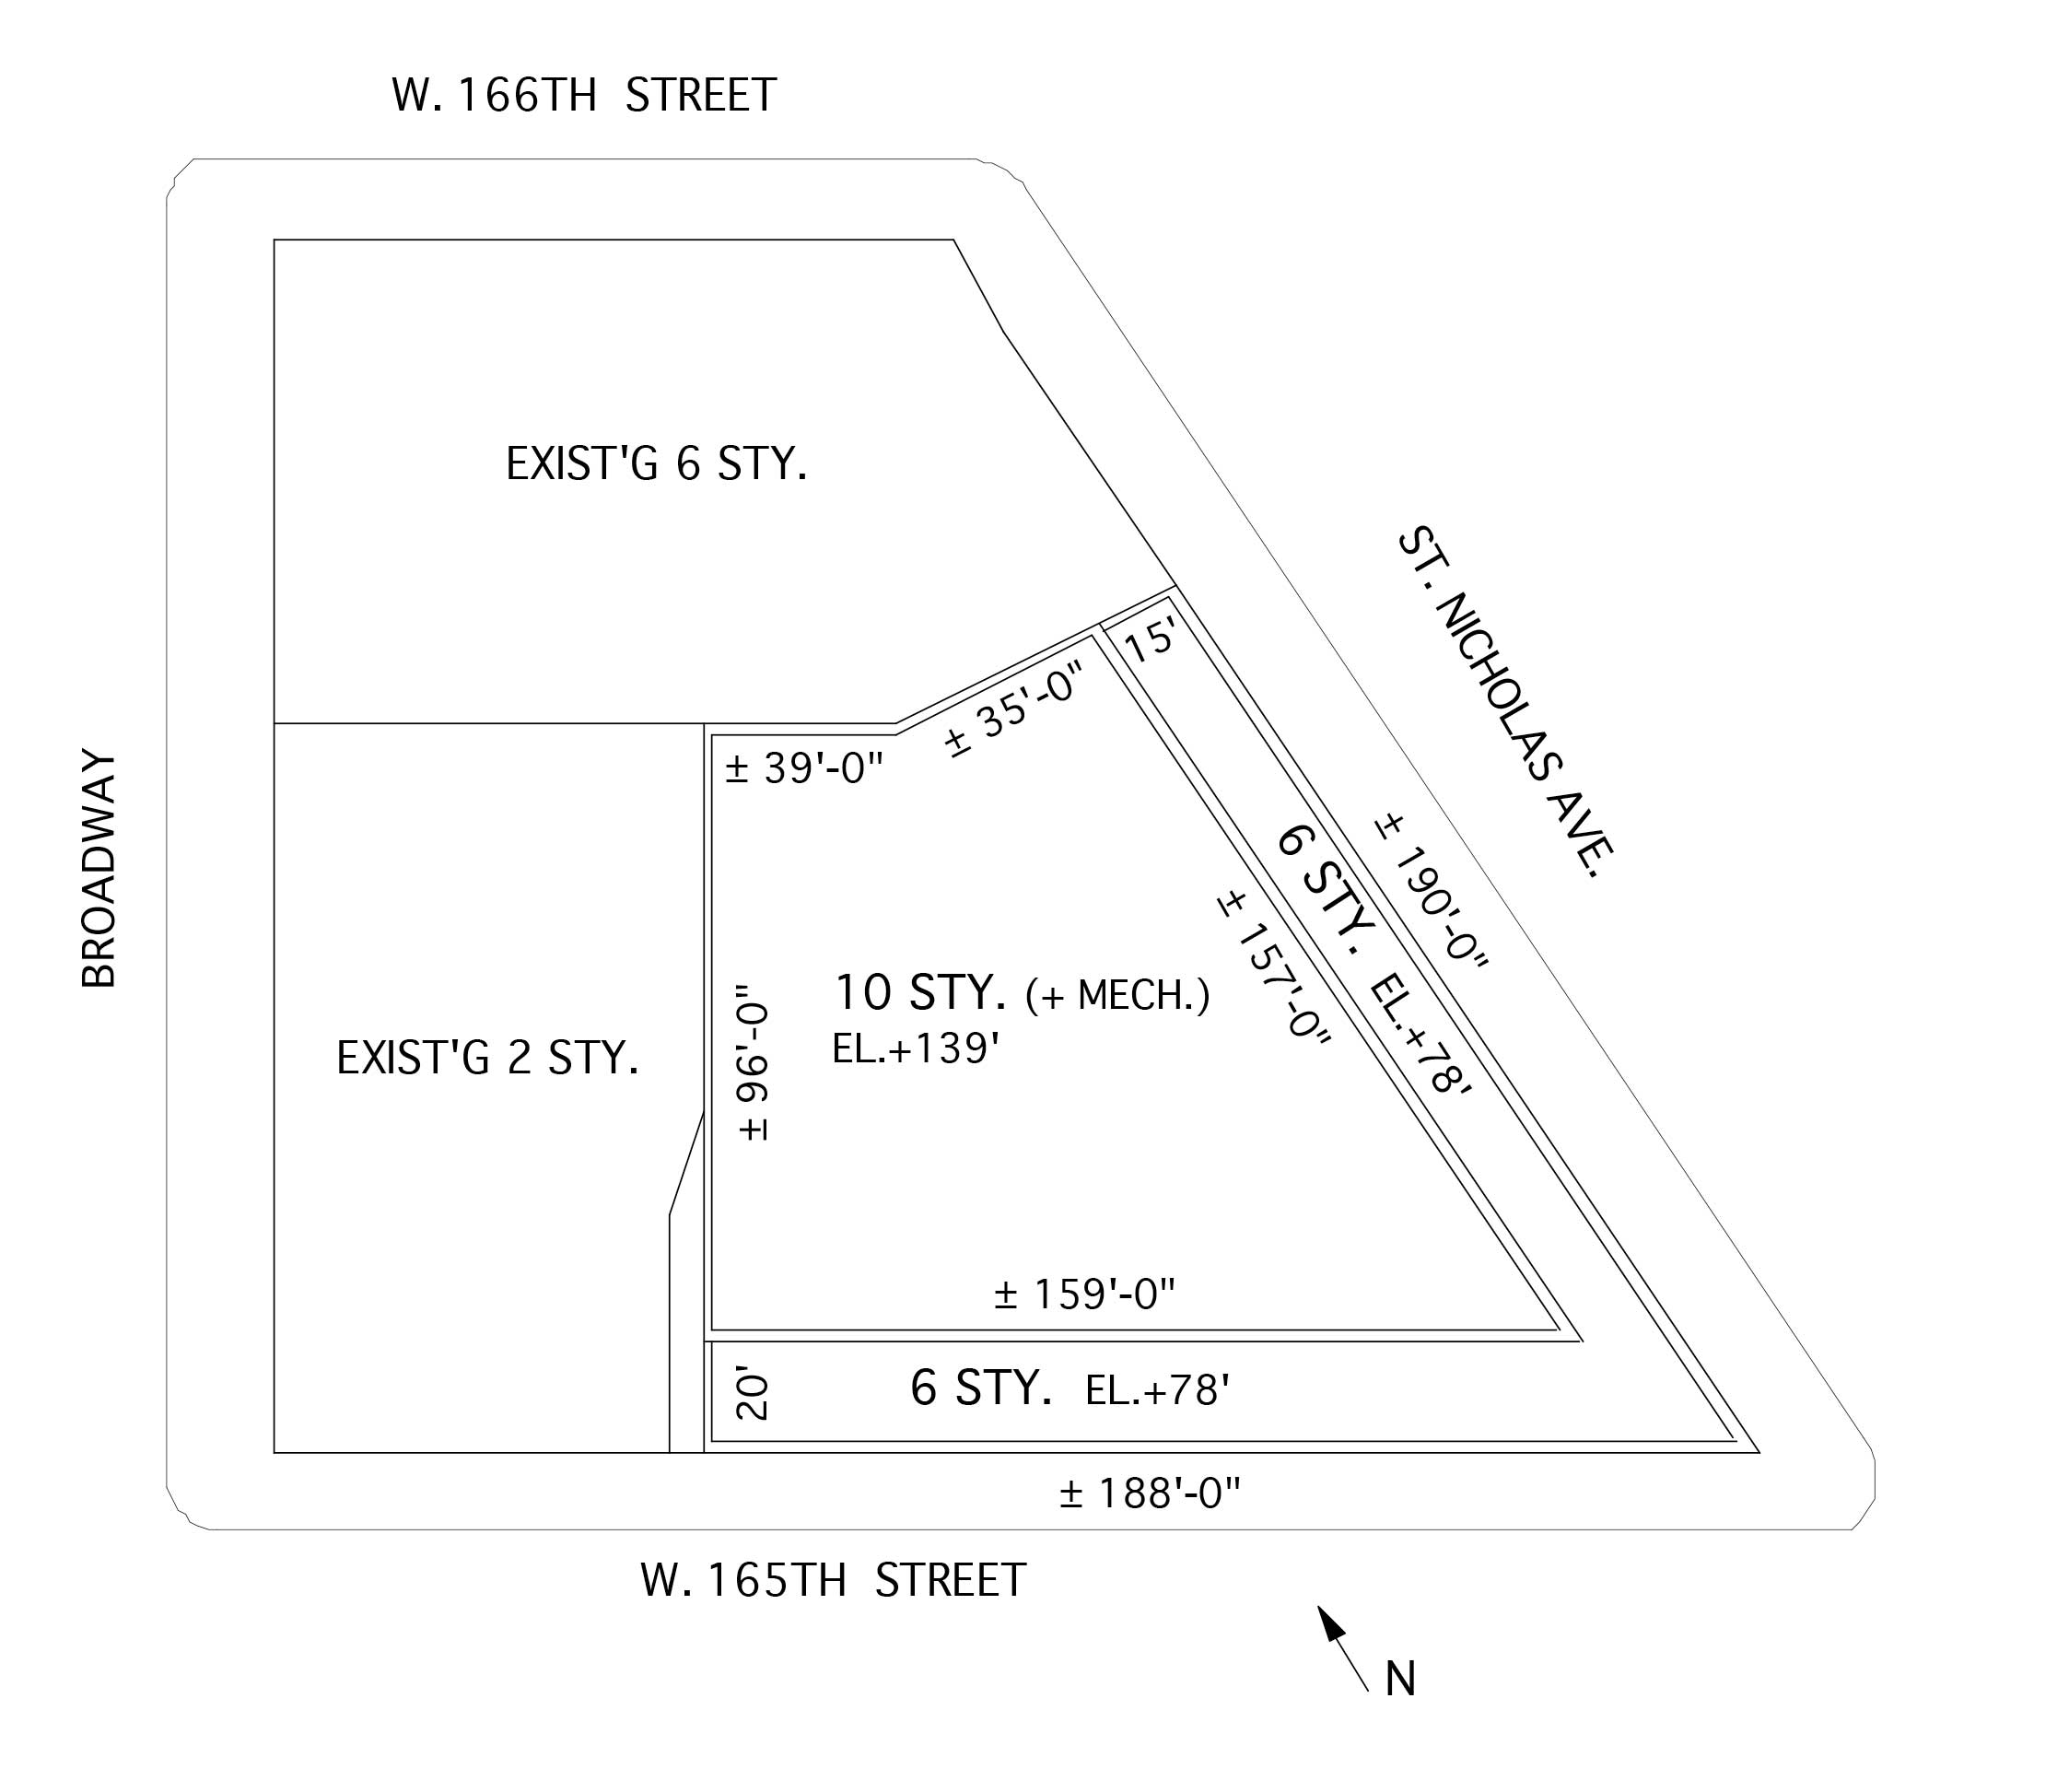 W. 166TH STREET
EXIST'G 6 STY.
ST. NICHOLAS AVE.
15'
± 35'-0"
± 39'-0"
BROADWAY
6 STY. EL.+78'
± 190'-0"
± 157'-0"
10 STY. (+ MECH.)
EL.+139'
± 96'-0"
EXIST'G 2 STY.
± 159'-0"
20'
6 STY. EL.+78'
± 188'-0"
W. 165TH STREET
N